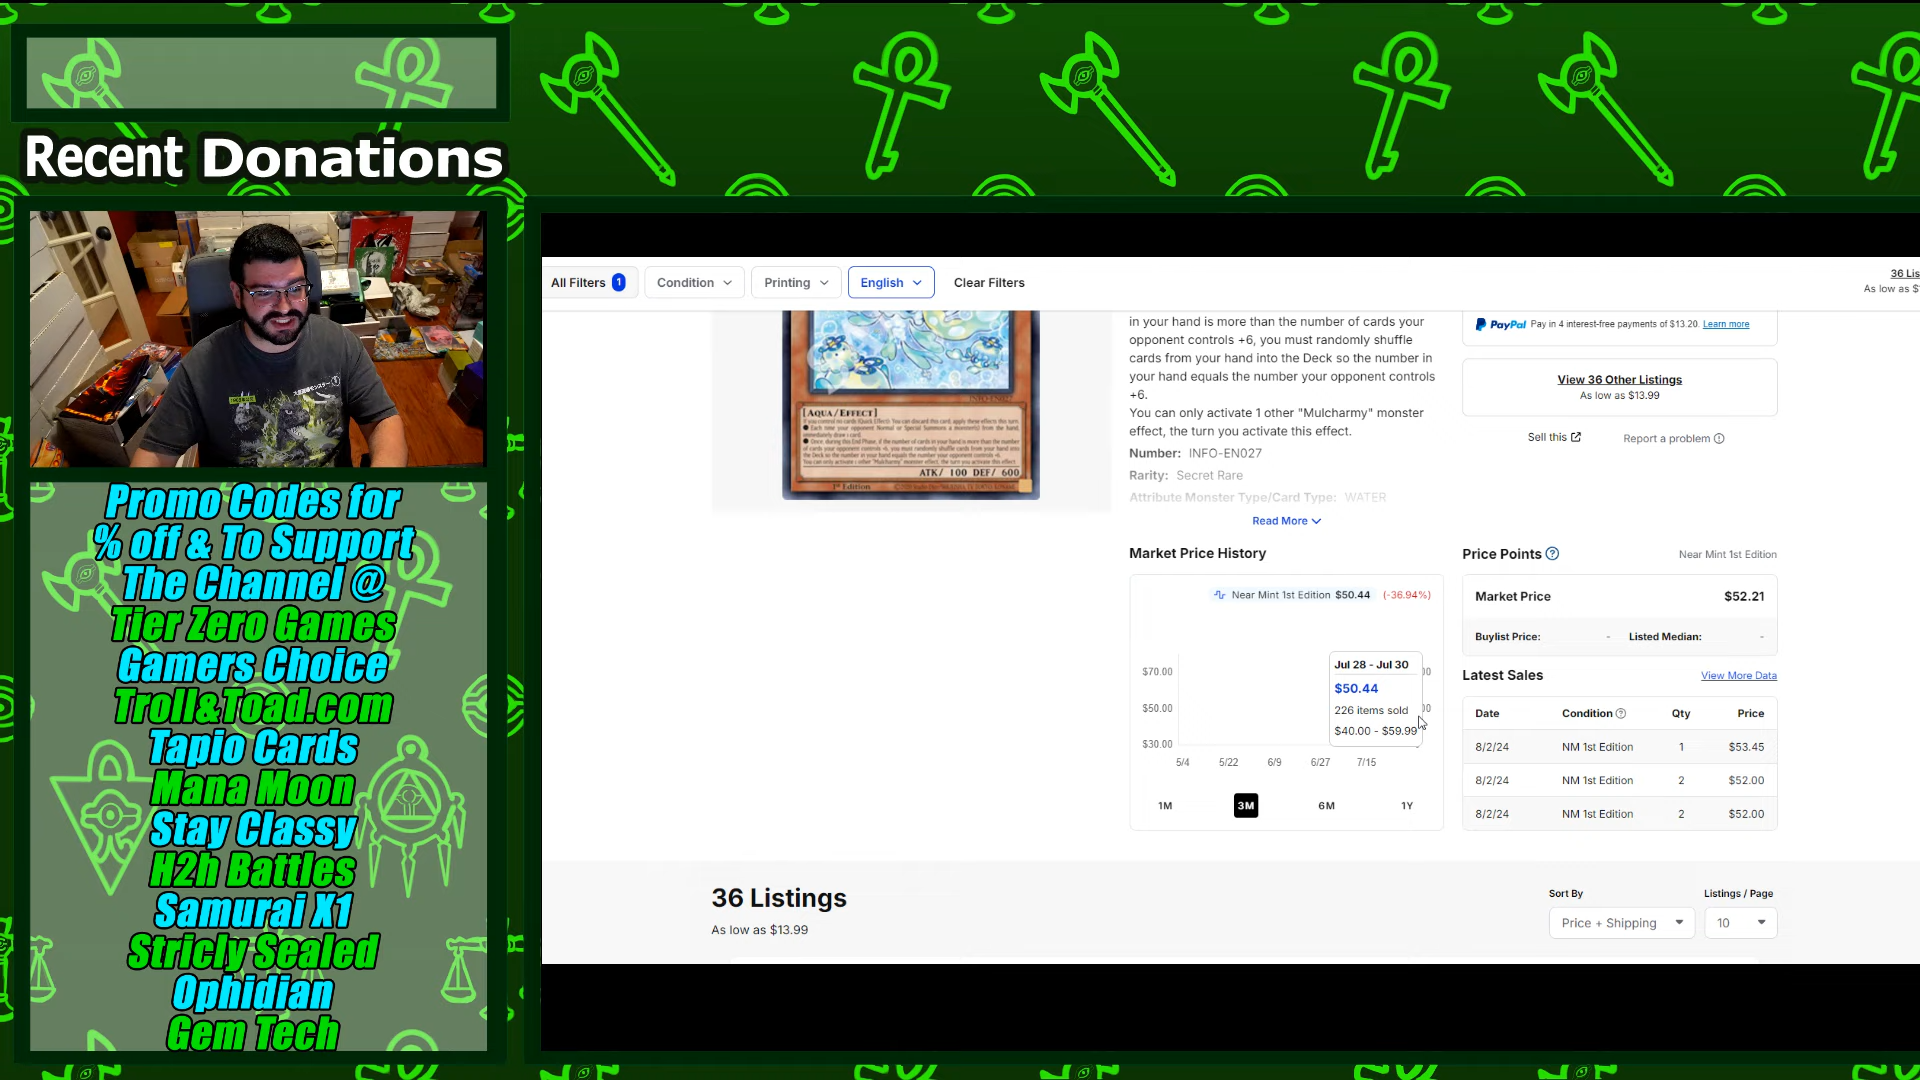 Recent Donations
Promo Codes for
% off & To Support
The Channel @
Tier Zero Games
Gamers Choice
Troll&Toad.com
Tapio Cards
Mana Moon
Stay Classy
H2h Battles
Samurai X1
Stricly Sealed
Ophidian
Gem Tech
All Filters 1
Condition
Printing
English
Clear Filters
36 Lis
As low as $
in your hand is more than the number of cards your
opponent controls +6, you must randomly shuffle
cards from your hand into the Deck so the number in
your hand equals the number your opponent controls
+6.
You can only activate 1 other "Mulcharmy" monster
effect, the turn you activate this effect.
Number: INFO-EN027
Rarity: Secret Rare
Attribute Monster Type/Card Type: WATER
Read More
INFO-EN027
[AQUA/EFFECT]
ATK/ 100 DEF/ 600
1st Edition
PayPal Pay in 4 interest-free payments of $13.20. Learn more
View 36 Other Listings
As low as $13.99
Sell this
Report a problem
Market Price History
Near Mint 1st Edition $50.44 (-36.94%)
$70.00
$50.00
$30.00
Jul 28 - Jul 30
$50.44
226 items sold
$40.00 - $59.99
5/4 5/22 6/9 6/27 7/15
1M 3M 6M 1Y
Price Points
Near Mint 1st Edition
Market Price $52.21
Buylist Price: - Listed Median: -
Latest Sales
View More Data
Date Condition Qty Price
8/2/24 NM 1st Edition 1 $53.45
8/2/24 NM 1st Edition 2 $52.00
8/2/24 NM 1st Edition 2 $52.00
36 Listings
As low as $13.99
Sort By
Price + Shipping
Listings / Page
10